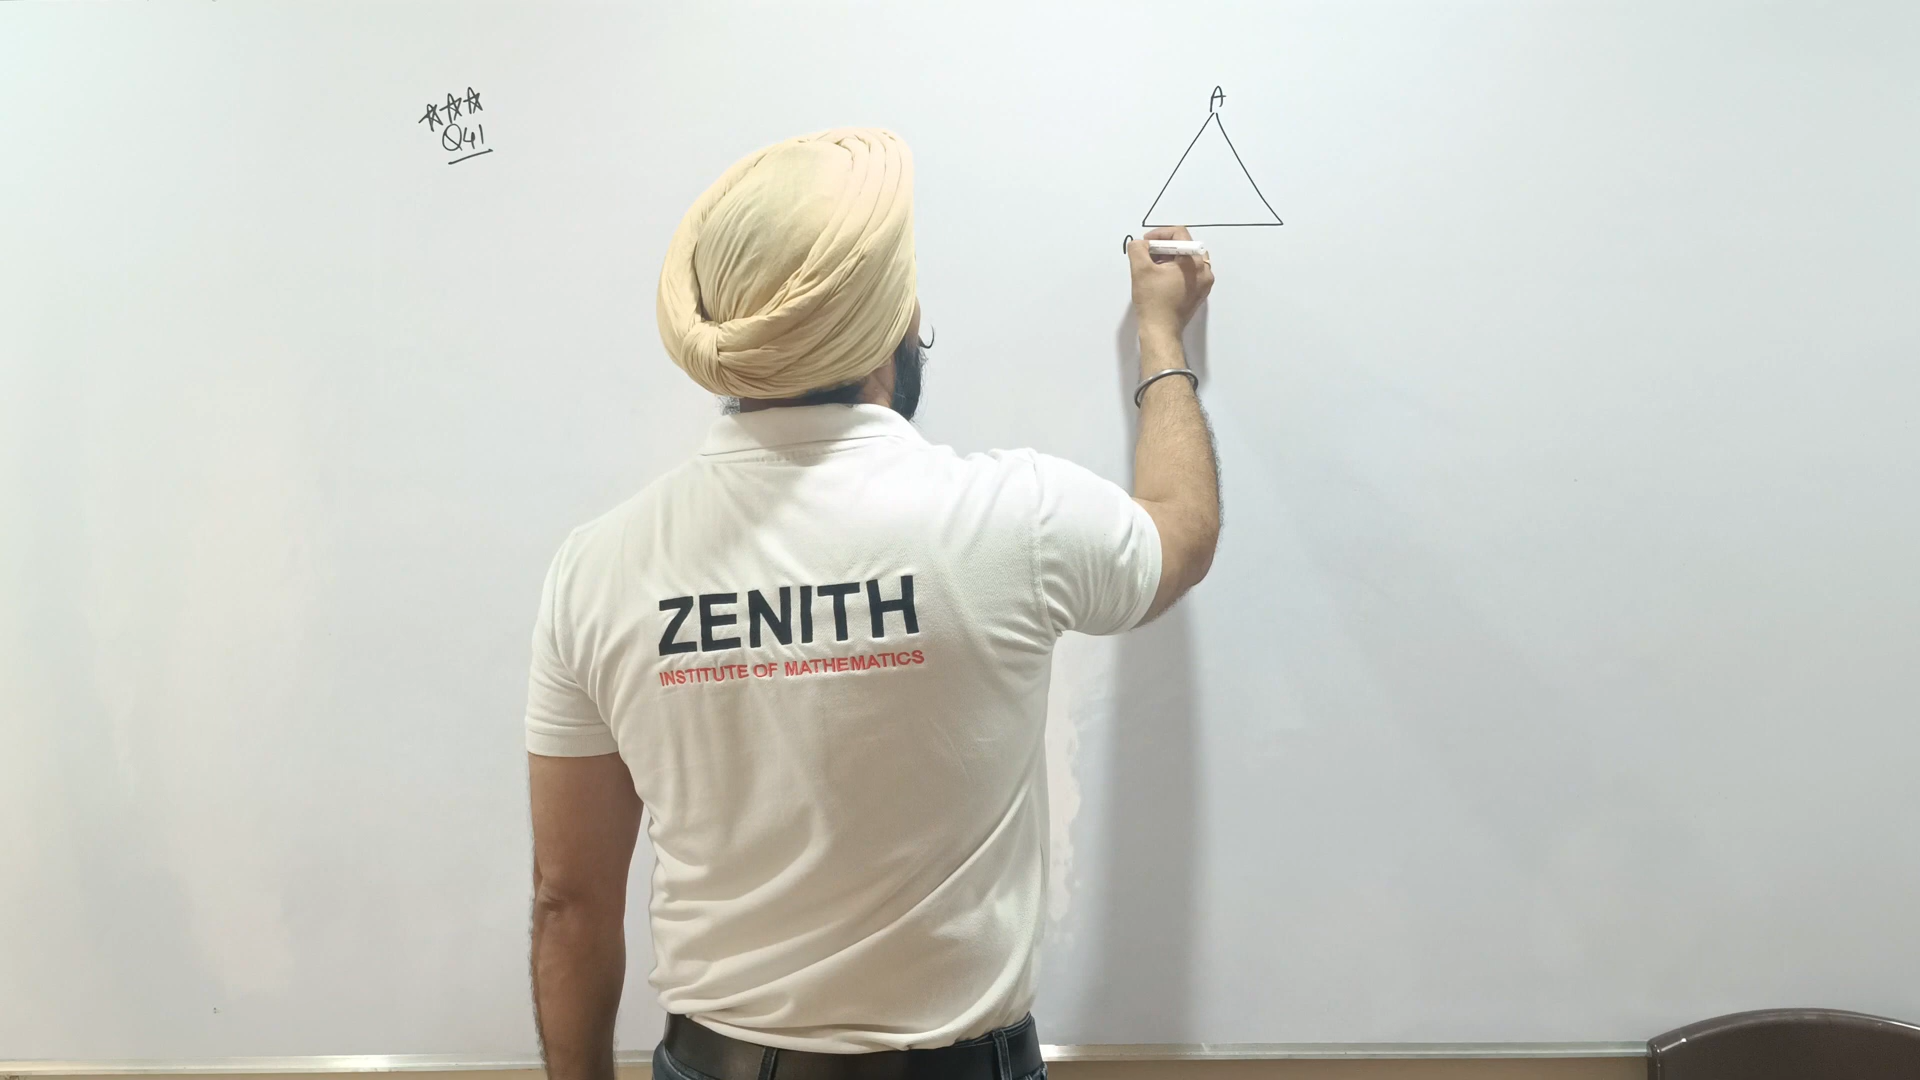 ☆☆☆
Q41
A
ZENITH
INSTITUTE OF MATHEMATICS